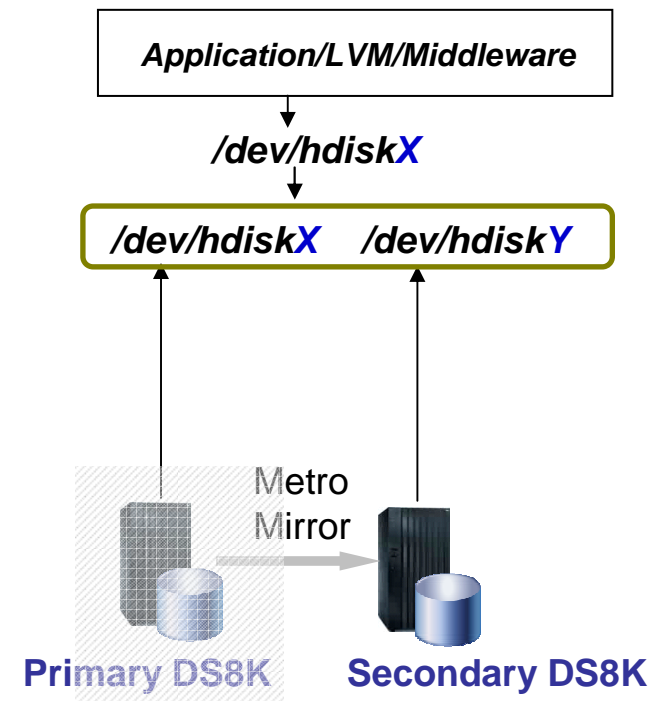 Application/LVM/Middleware
/dev/hdiskX
/dev/hdiskX /dev/hdiskY
Metro
Mirror
Primary DS8K Secondary DS8K